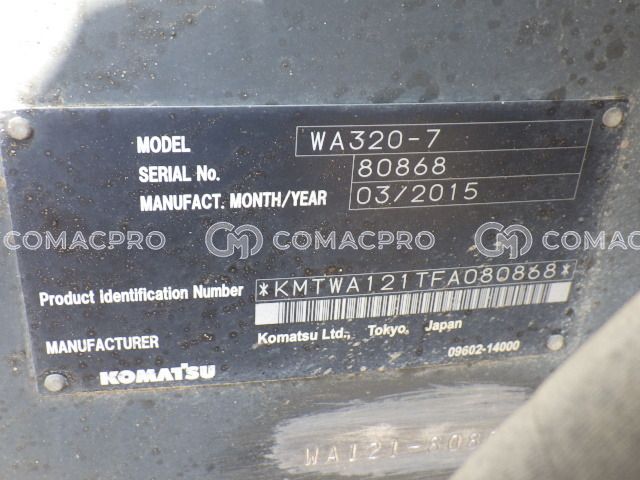 MODEL WA320-7
SERIAL No. 80868
MANUFACT. MONTH/YEAR 03/2015
COMACPRO COMACPRO COMACPRO
Product Identification Number *KMTWA121TFA080868*
MANUFACTURER Komatsu Ltd., Tokyo, Japan
KOMATSU 09602-14000